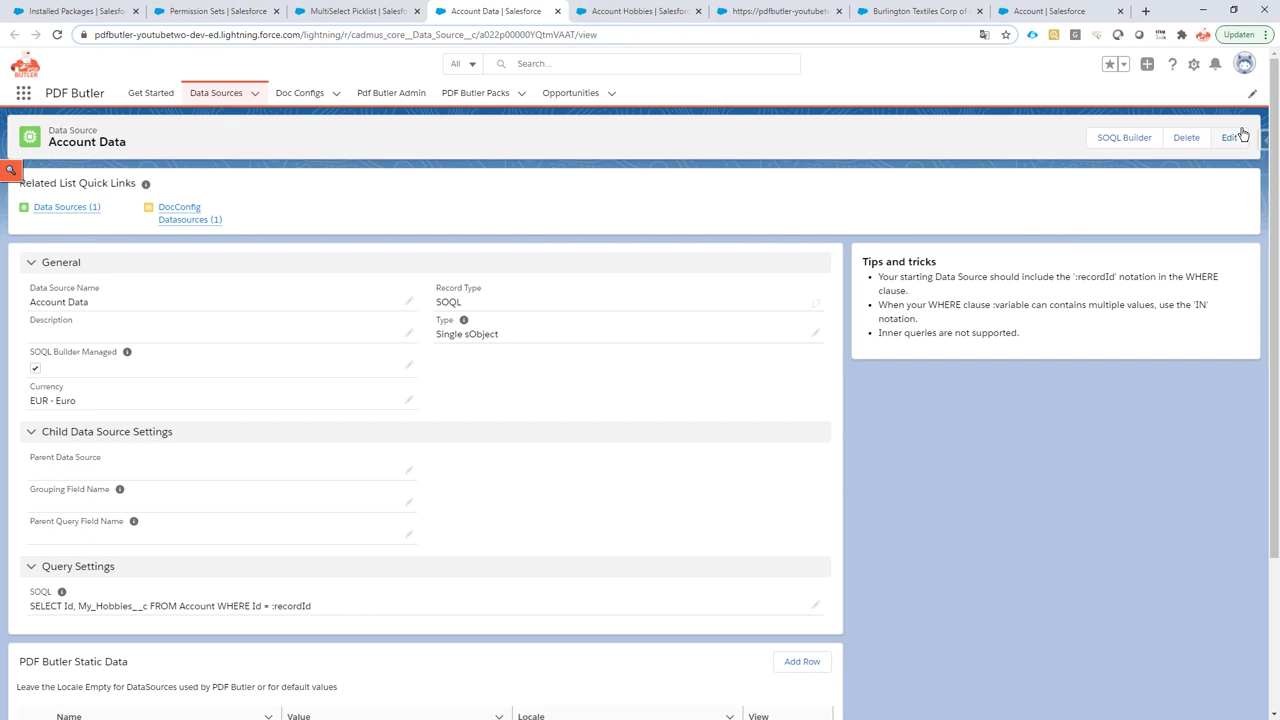 Installed Packages | Salesforce
Permission Sets | Salesforce
MultiSelect Picklist | Salesforce
Account Data | Salesforce
Account Hobbies | Salesforce
https://pdfbutler-youtubetwo-d
Burlington Textiles Corp of
Account | Salesforce
pdfbutler-youtubetwo-dev-ed.lightning.force.com/lightning/r/cadmus_core__Data_Source__c/a022p00000YQtmVAAT/view
Updaten
BUTLER
All
Search...
PDF Butler
Get Started
Data Sources
Doc Configs
Pdf Butler Admin
PDF Butler Packs
Opportunities
Data Source
Account Data
SOQL Builder
Delete
Edit
Related List Quick Links
Data Sources (1)
DocConfig
Datasources (1)
General
Data Source Name
Account Data
Record Type
SOQL
Description
Type
Single sObject
SOQL Builder Managed
Currency
EUR - Euro
Child Data Source Settings
Parent Data Source
Grouping Field Name
Parent Query Field Name
Query Settings
SOQL
SELECT Id, My_Hobbies__c FROM Account WHERE Id = :recordId
Tips and tricks
• Your starting Data Source should include the ':recordId' notation in the WHERE
clause.
• When your WHERE clause :variable can contains multiple values, use the 'IN'
notation.
• Inner queries are not supported.
PDF Butler Static Data
Add Row
Leave the Locale Empty for DataSources used by PDF Butler or for default values
Name
Value
Locale
View